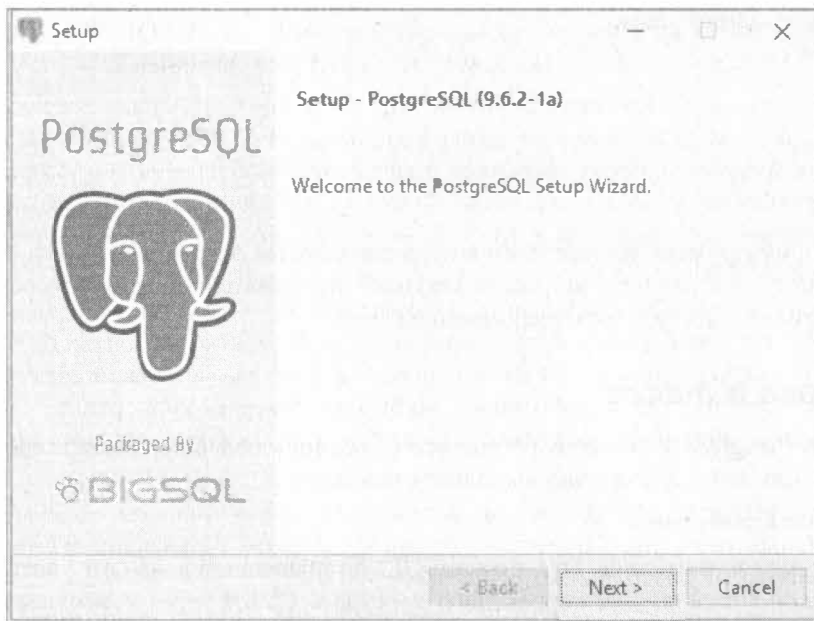 Setup
Setup - PostgreSQL (9.6.2-1a)
PostgreSQL
Welcome to the PostgreSQL Setup Wizard.
Packaged By
BIGSQL
< Back
Next >
Cancel